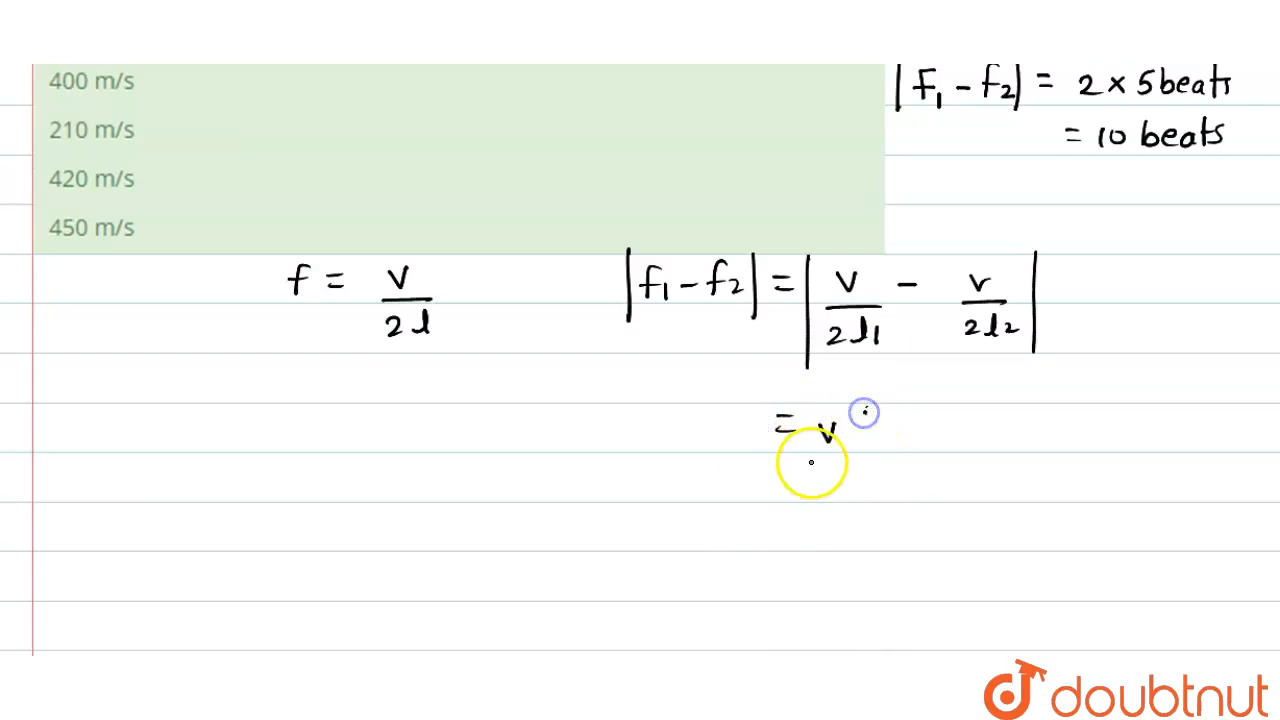 400 m/s
|F₁ - f₂| = 2 × 5 beats
210 m/s
= 10 beats
420 m/s
450 m/s
f = v/2l |f₁ - f₂| = |v/2l₁ - v/2l₂|
= v
doubtnut